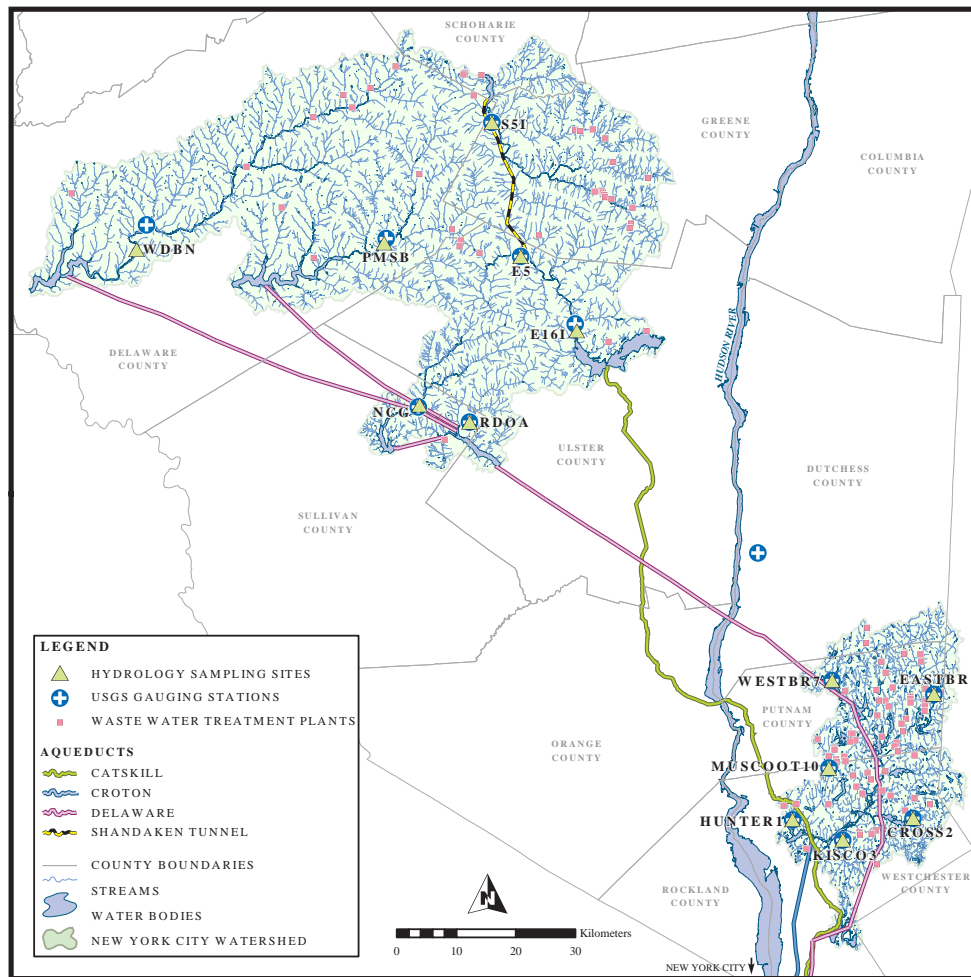 SCHOHARIE
COUNTY
GREENE
COUNTY
COLUMBIA
COUNTY
S5I
WDBN
PMSB
E5
E16I
HUDSON RIVER
DELAWARE
COUNTY
NCG
RDOA
ULSTER
COUNTY
DUTCHESS
COUNTY
SULLIVAN
COUNTY
LEGEND
HYDROLOGY SAMPLING SITES
USGS GAUGING STATIONS
WASTE WATER TREATMENT PLANTS
AQUEDUCTS
CATSKILL
CROTON
DELAWARE
SHANDAKEN TUNNEL
COUNTY BOUNDARIES
STREAMS
WATER BODIES
NEW YORK CITY WATERSHED
WESTBR7
EASTBR
PUTNAM
COUNTY
ORANGE
COUNTY
MUSCOOT10
HUNTER1
CROSS2
KISCO3
WESTCHESTER
COUNTY
ROCKLAND
COUNTY
N
Kilometers
0 10 20 30
NEW YORK CITY